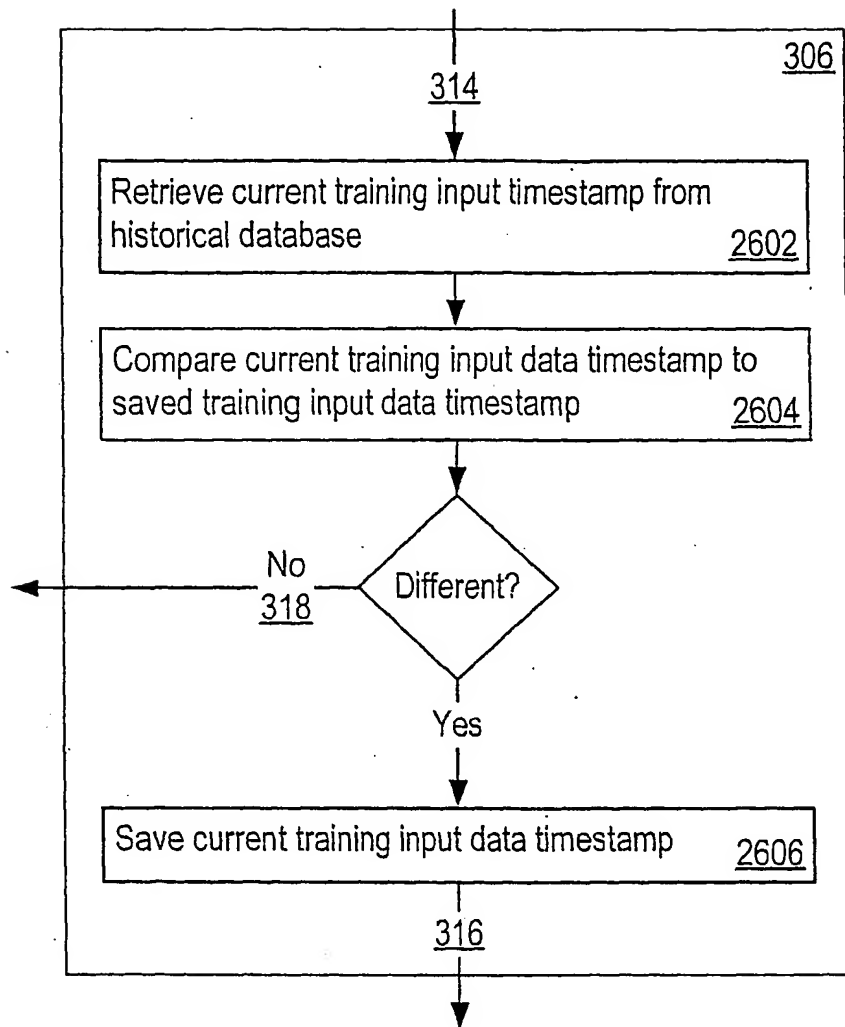 306
314
Retrieve current training input timestamp from
historical database
2602
Compare current training input data timestamp to
saved training input data timestamp
2604
Different?
No
318
Yes
Save current training input data timestamp
2606
316